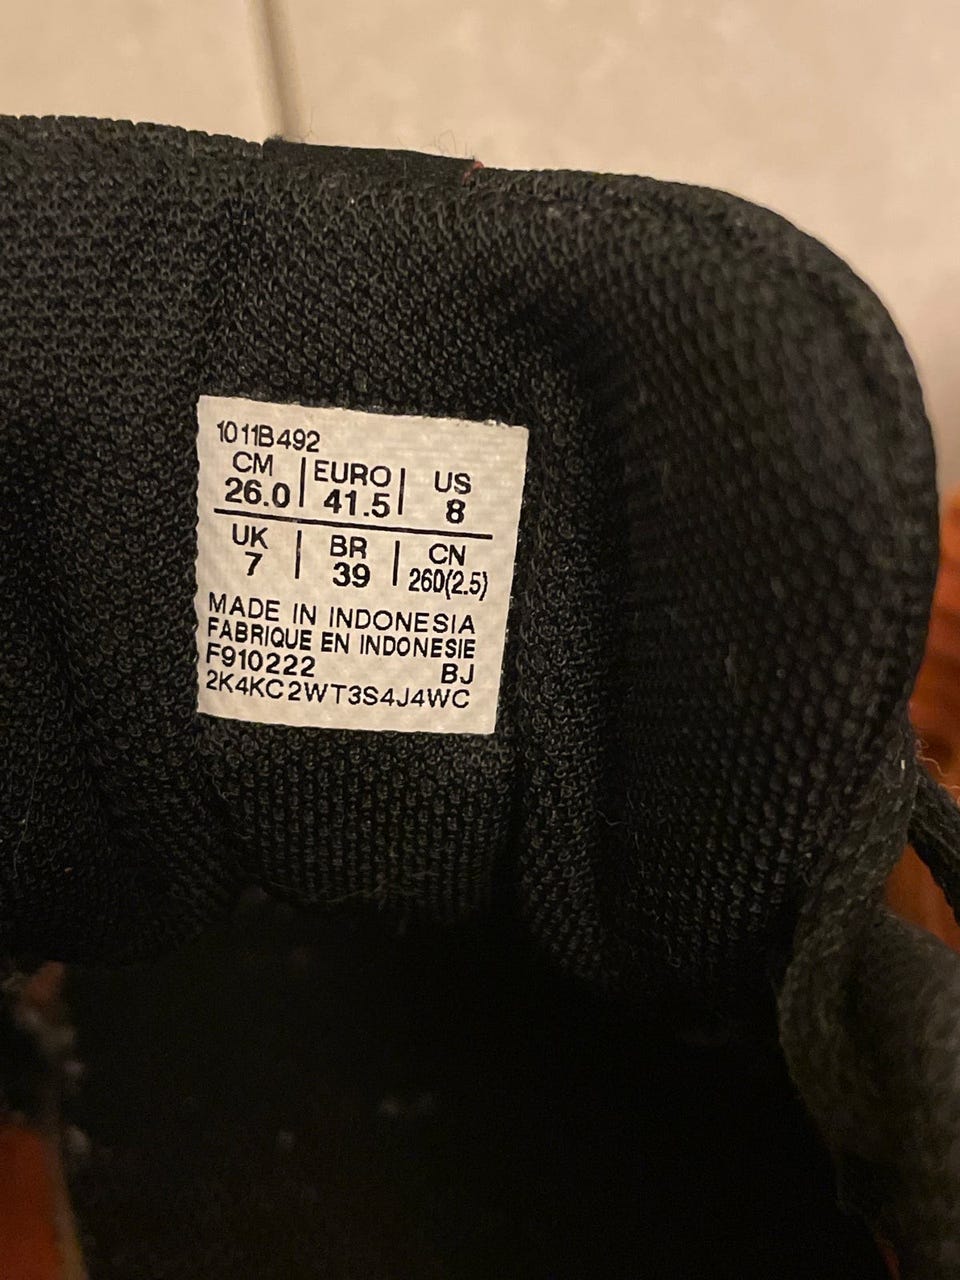 1011B492
CM | EURO | US
26.0 | 41.5 | 8
UK | BR | CN
7 | 39 | 260(2.5)
MADE IN INDONESIA
FABRIQUE EN INDONESIE
F910222 BJ
2K4KC2WT3S4J4WC